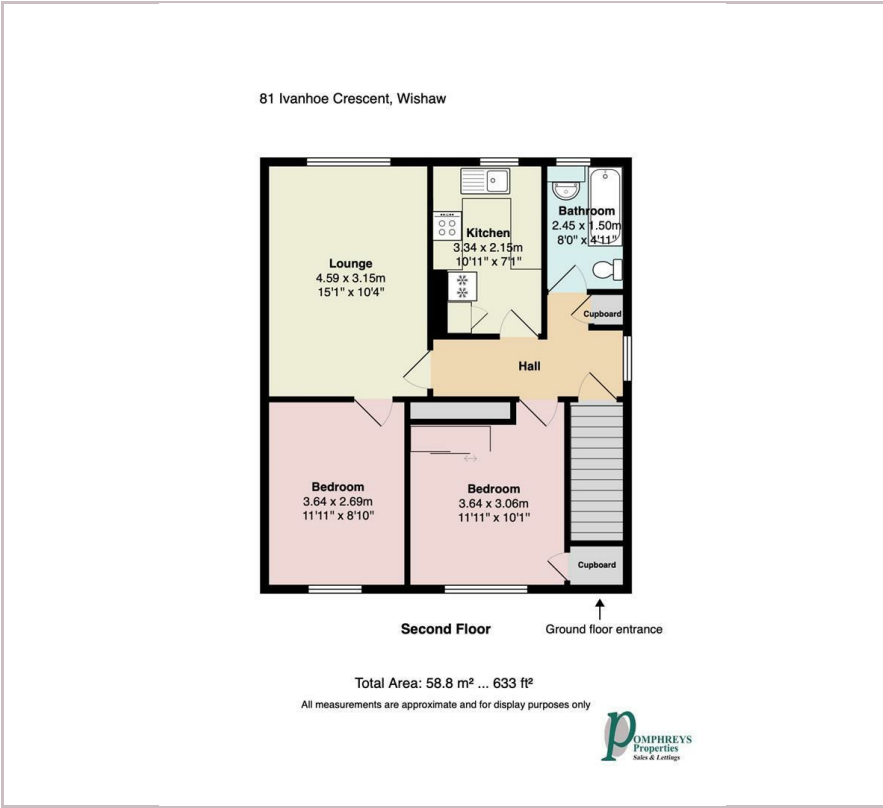 81 Ivanhoe Crescent, Wishaw
Lounge
4.59 x 3.15m
15'1" x 10'4"
Kitchen
3.34 x 2.15m
10'11" x 7'1"
Bathroom
2.45 x 1.50m
8'0" x 4'11"
Cupboard
Hall
Bedroom
3.64 x 2.69m
11'11" x 8'10"
Bedroom
3.64 x 3.06m
11'11" x 10'1"
Cupboard
Second Floor
Ground floor entrance
Total Area: 58.8 m² ... 633 ft²
All measurements are approximate and for display purposes only
POMPHREYS
Properties
Sales & Lettings